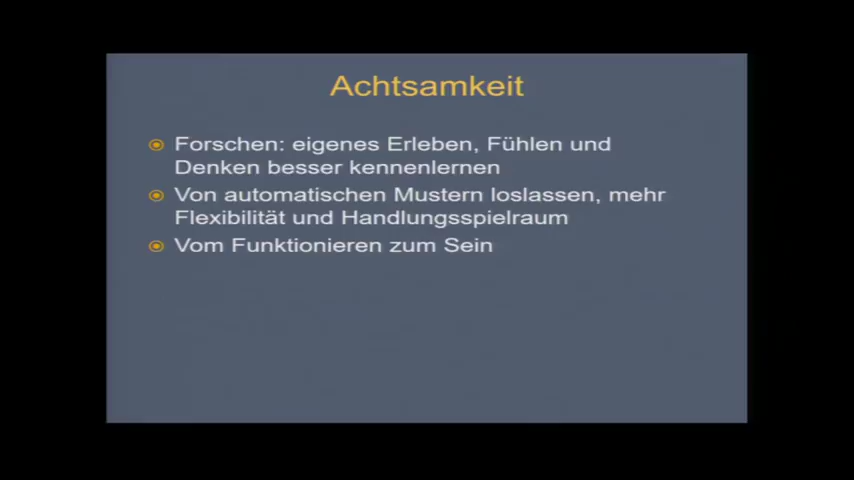 Achtsamkeit
Forschen: eigenes Erleben, Fühlen und
Denken besser kennenlernen
Von automatischen Mustern loslassen, mehr
Flexibilität und Handlungsspielraum
Vom Funktionieren zum Sein